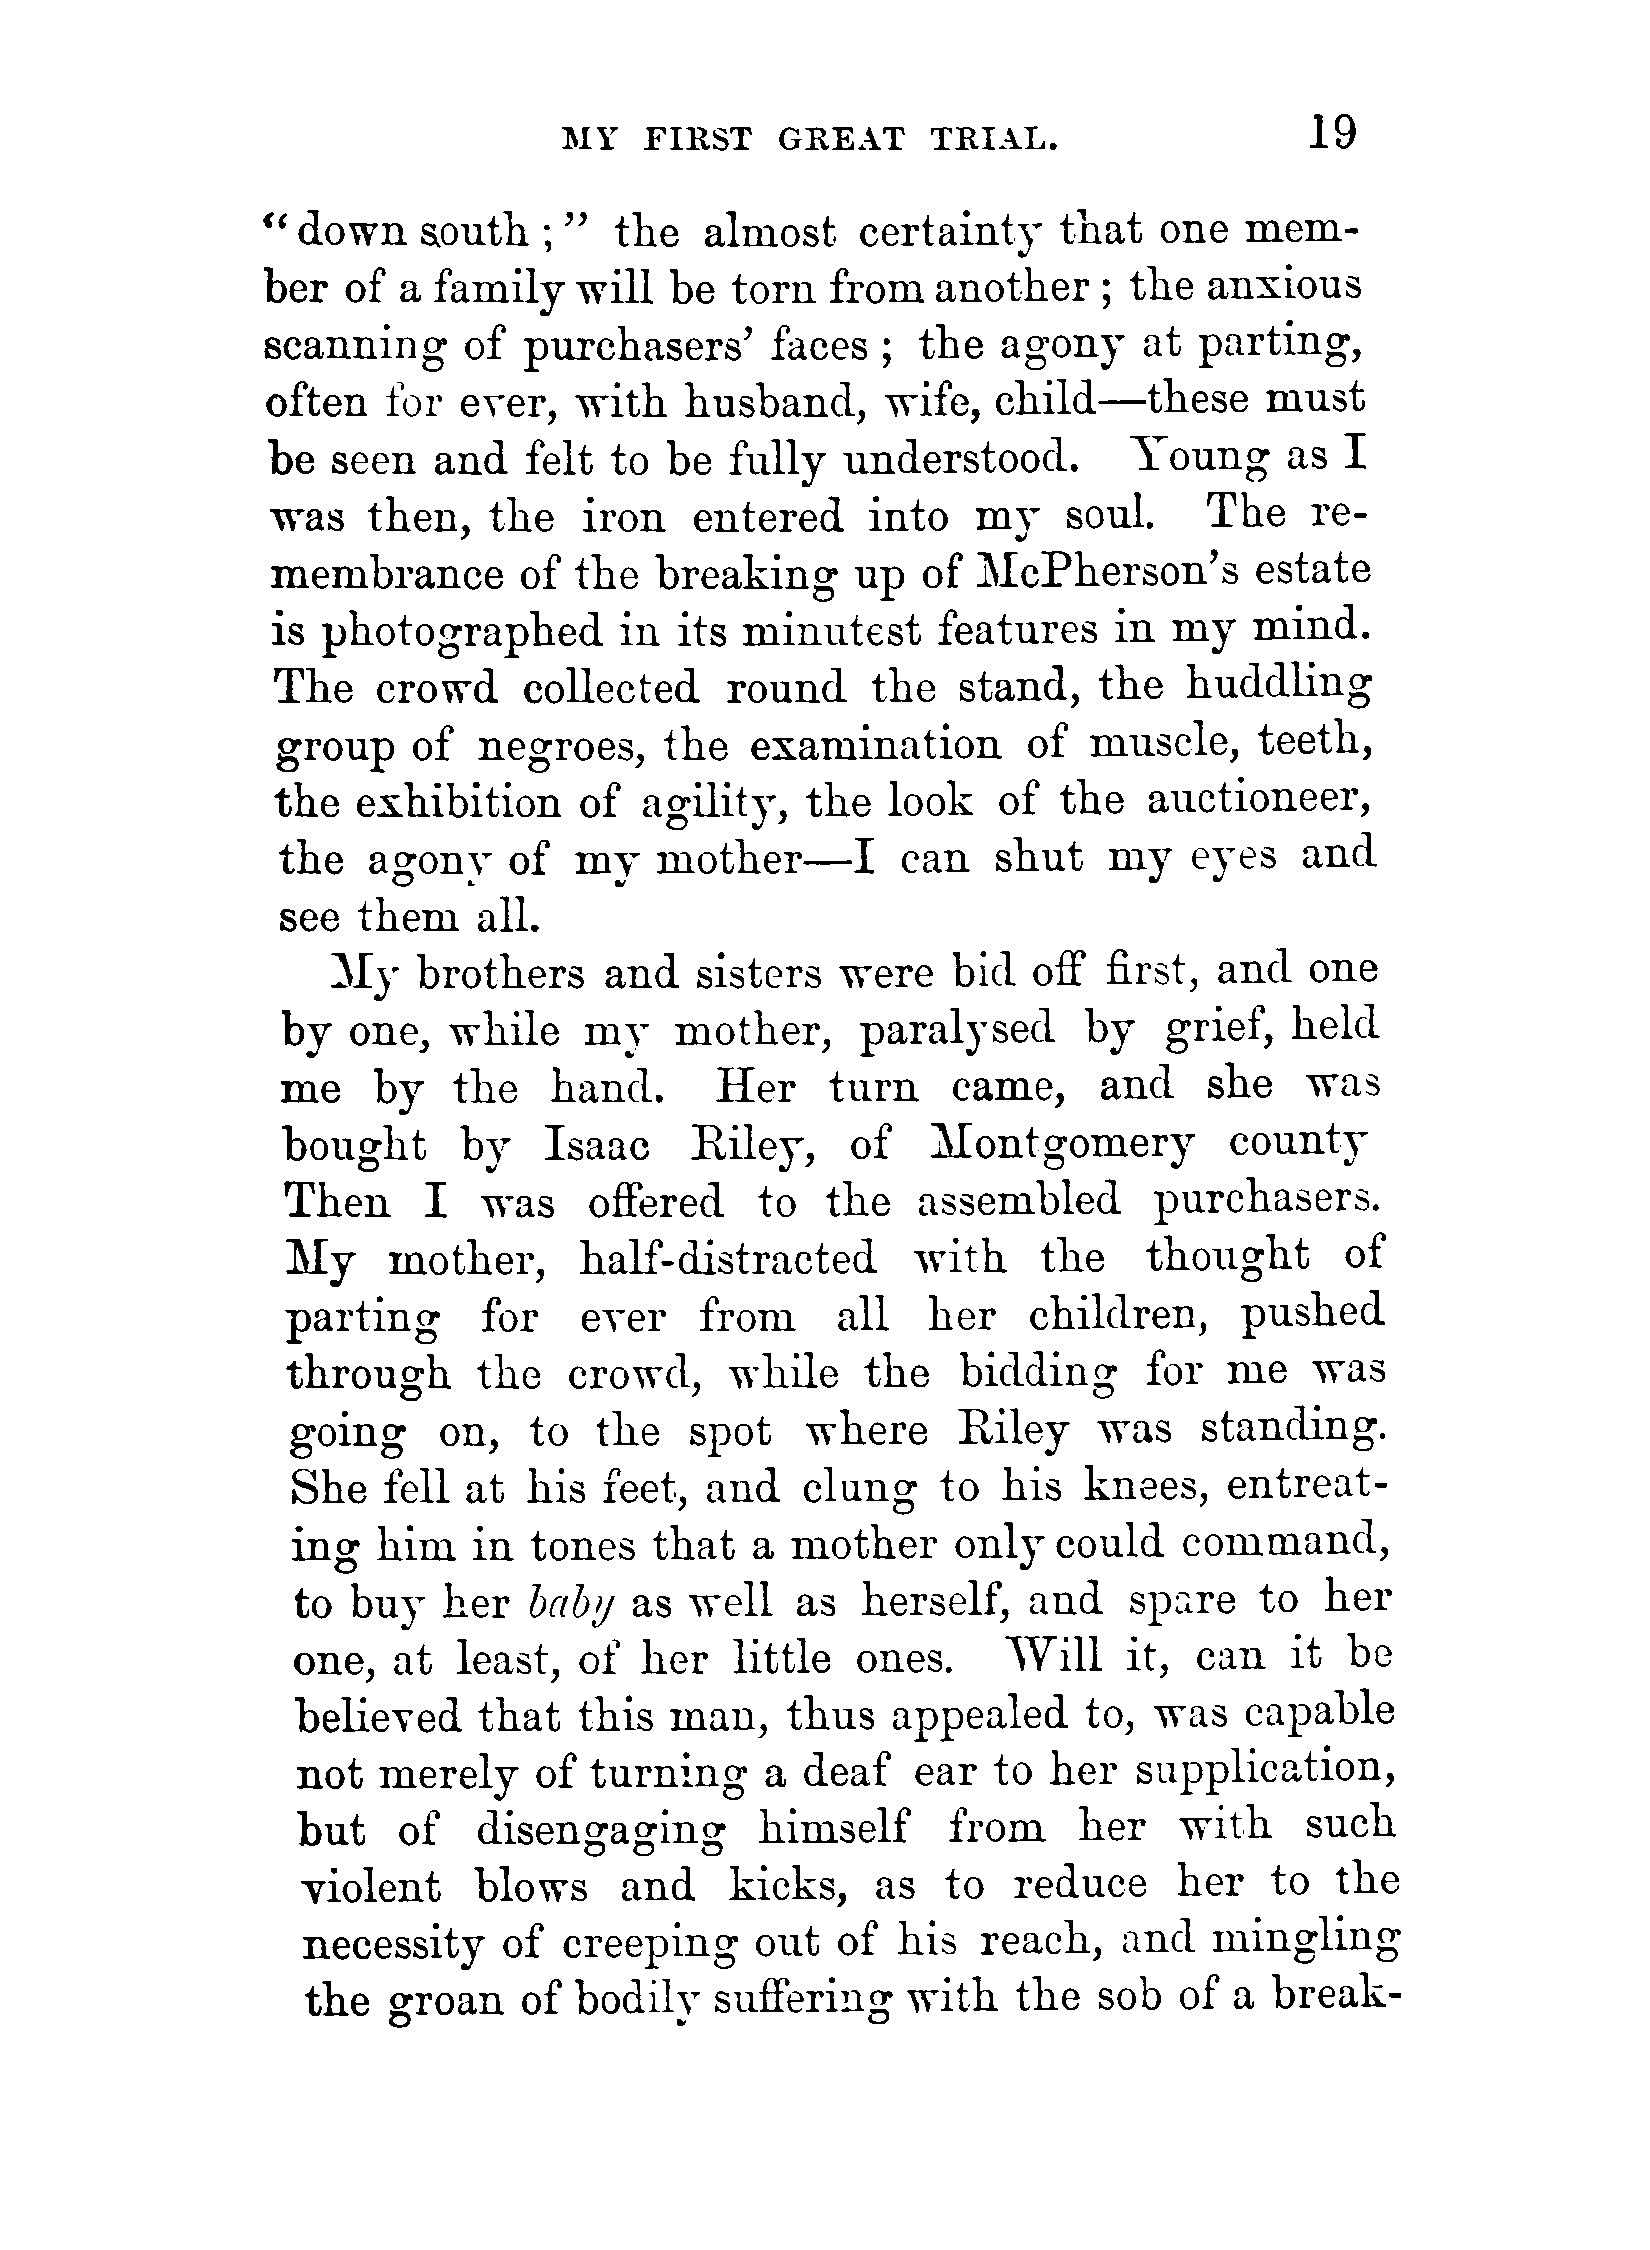 MY FIRST GREAT TRIAL. 19
“down south;” the almost certainty that one mem-
ber of a family will be torn from another; the anxious
scanning of purchasers’ faces; the agony at parting,
often for ever, with husband, wife, child—these must
be seen and felt to be fully understood. Young as I
was then, the iron entered into my soul. The re-
membrance of the breaking up of McPherson’s estate
is photographed in its minutest features in my mind.
The crowd collected round the stand, the huddling
group of negroes, the examination of muscle, teeth,
the exhibition of agility, the look of the auctioneer,
the agony of my mother—I can shut my eyes and
see them all.
My brothers and sisters were bid off first, and one
by one, while my mother, paralysed by grief, held
me by the hand. Her turn came, and she was
bought by Isaac Riley, of Montgomery county
Then I was offered to the assembled purchasers.
My mother, half-distracted with the thought of
parting for ever from all her children, pushed
through the crowd, while the bidding for me was
going on, to the spot where Riley was standing.
She fell at his feet, and clung to his knees, entreat-
ing him in tones that a mother only could command,
to buy her baby as well as herself, and spare to her
one, at least, of her little ones. Will it, can it be
believed that this man, thus appealed to, was capable
not merely of turning a deaf ear to her supplication,
but of disengaging himself from her with such
violent blows and kicks, as to reduce her to the
necessity of creeping out of his reach, and mingling
the groan of bodily suffering with the sob of a break-